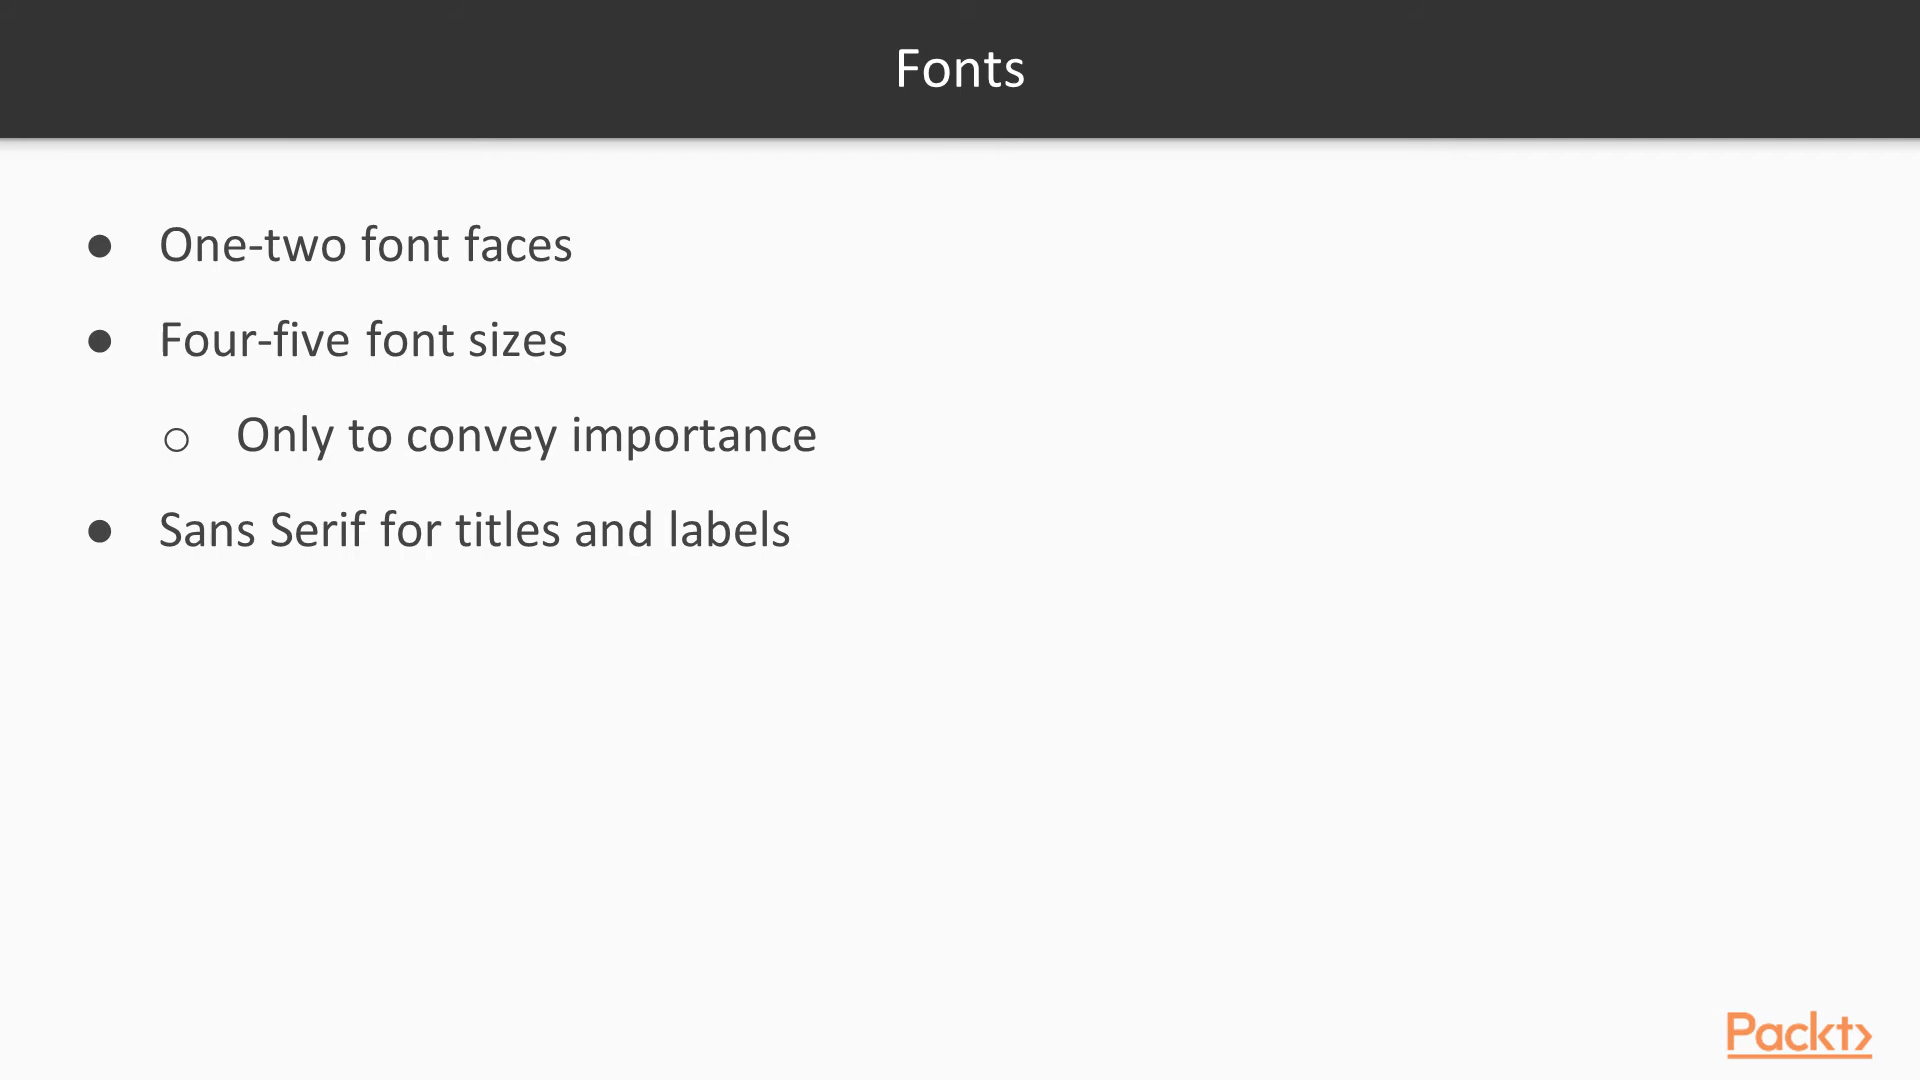 Fonts
● One-two font faces
● Four-five font sizes
○ Only to convey importance
● Sans Serif for titles and labels
Packt>